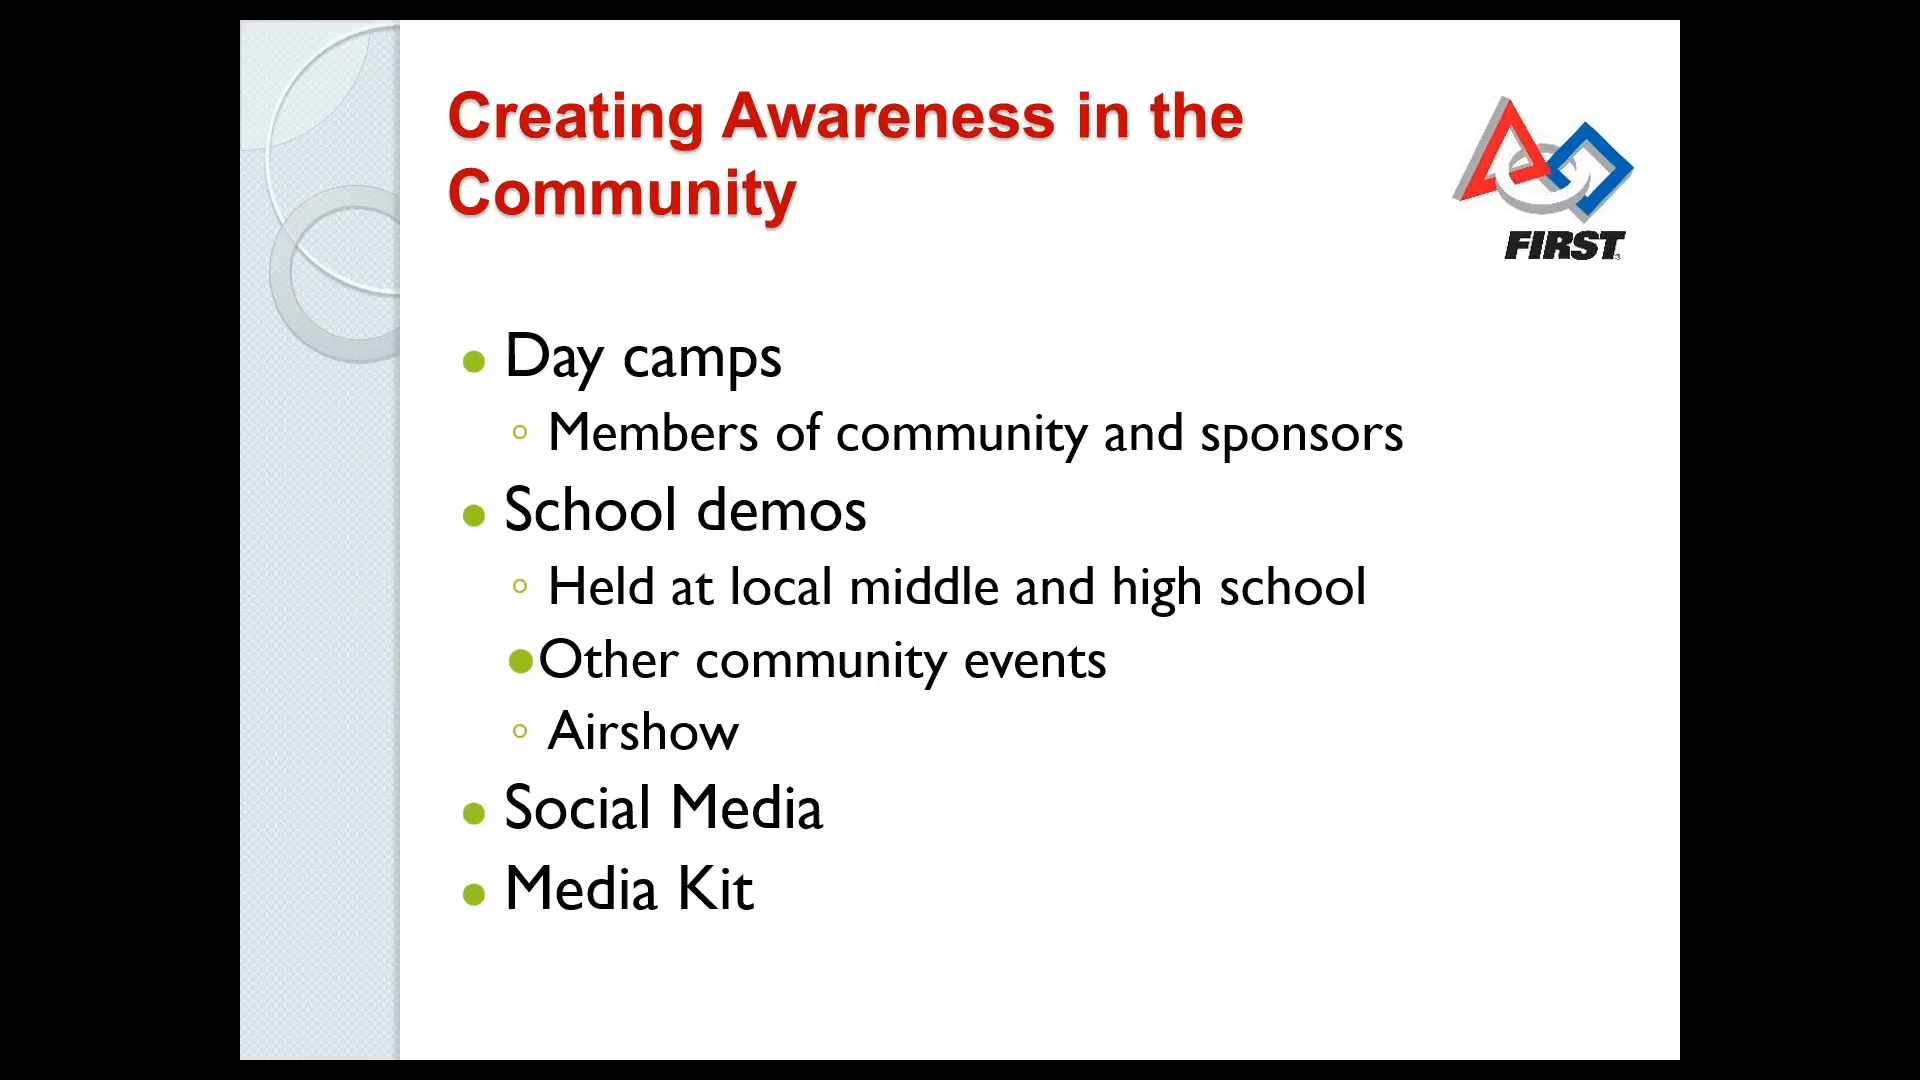 Creating Awareness in the
Community
FIRST
Day camps
Members of community and sponsors
School demos
Held at local middle and high school
Other community events
Airshow
Social Media
Media Kit